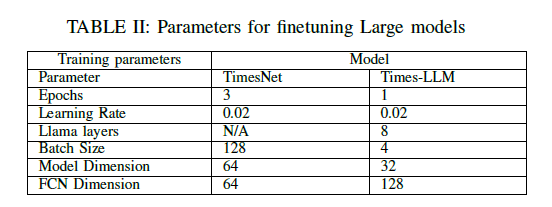 TABLE II: Parameters for finetuning Large models
Training parameters Model
Parameter TimesNet Times-LLM
Epochs 3 1
Learning Rate 0.02 0.02
Llama layers N/A 8
Batch Size 128 4
Model Dimension 64 32
FCN Dimension 64 128